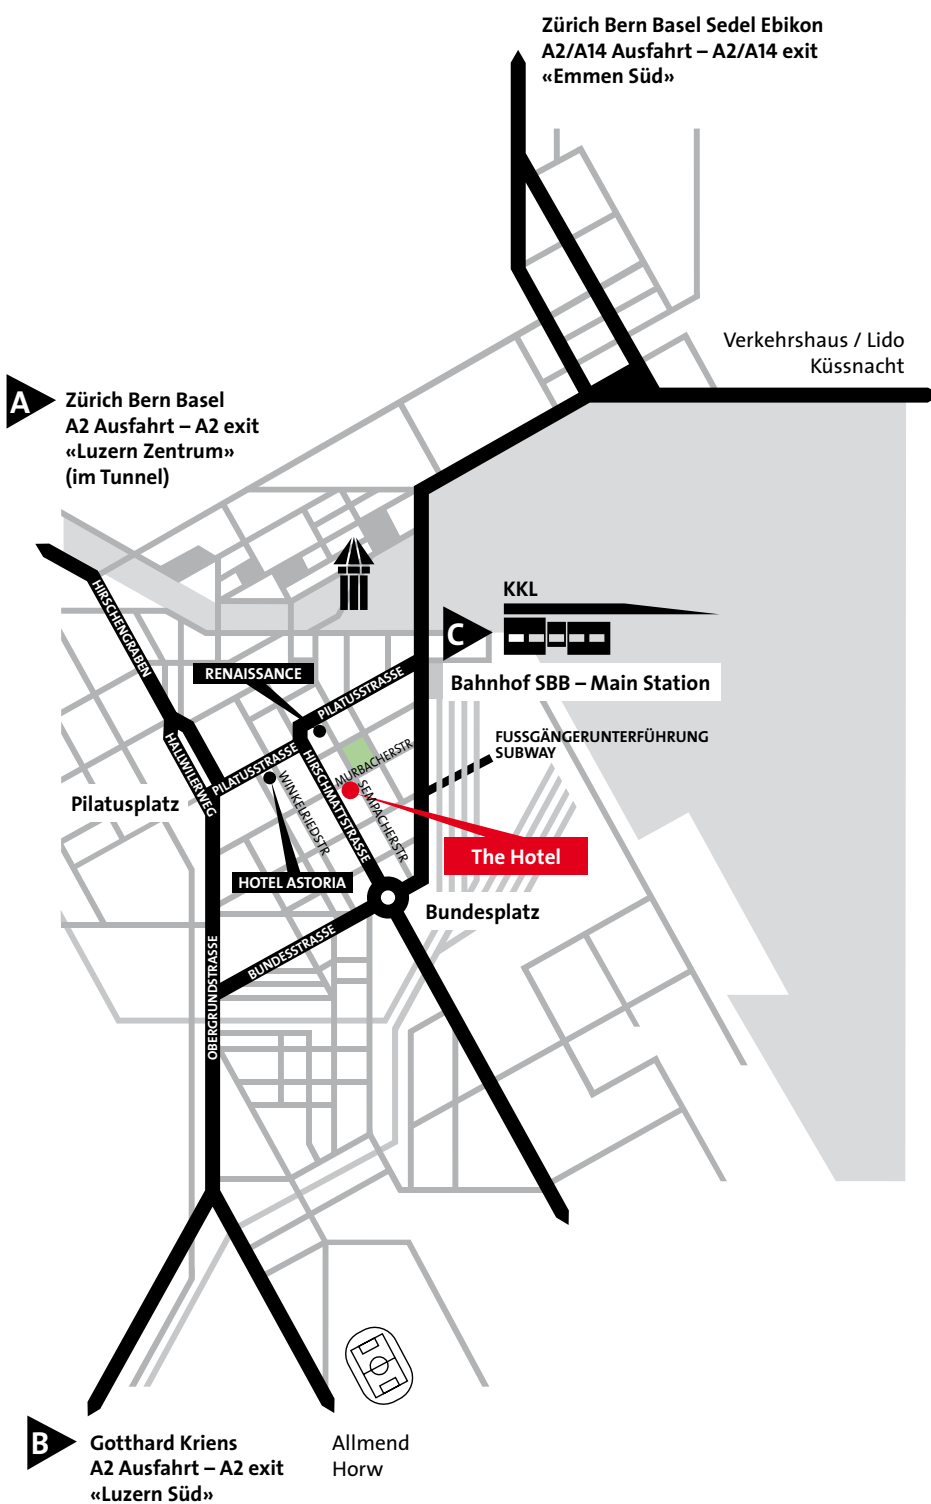 Zürich Bern Basel Sedel Ebikon
A2/A14 Ausfahrt – A2/A14 exit
«Emmen Süd»
Verkehrshaus / Lido
Küssnacht
A
Zürich Bern Basel
A2 Ausfahrt – A2 exit
«Luzern Zentrum»
(im Tunnel)
HIRSCHENGRABEN
KKL
C
Bahnhof SBB – Main Station
RENAISSANCE
PILATUSSTRASSE
HALLWILERWEG
PILATUSSTRASSE
FUSSGÄNGERUNTERFÜHRUNG
SUBWAY
MURBACHERSTR
HIRSCHMATTSTRASSE
WINKELRIEDSTR
SEMPACHERSTR
Pilatusplatz
The Hotel
HOTEL ASTORIA
Bundesplatz
BUNDESSTRASSE
OBERGRUNDSTRASSE
B
Gotthard Kriens
A2 Ausfahrt – A2 exit
«Luzern Süd»
Allmend
Horw